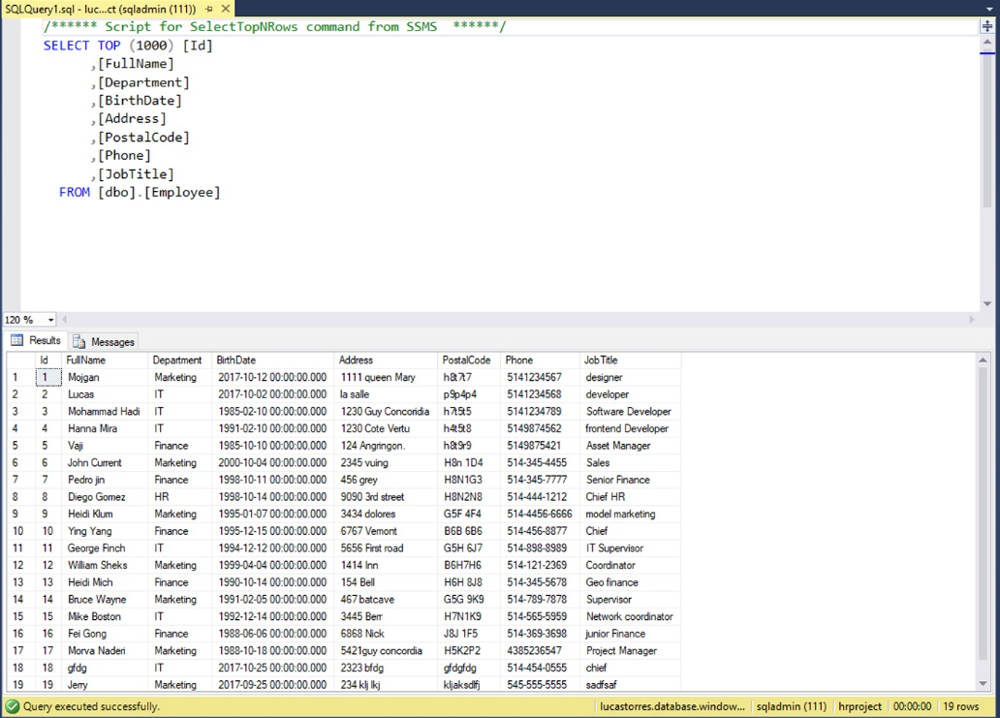 SQLQuery1.sql - luc...ct (sqladmin (111))
/****** Script for SelectTopNRows command from SSMS ******/
SELECT TOP (1000) [Id]
,[FullName]
,[Department]
,[BirthDate]
,[Address]
,[PostalCode]
,[Phone]
,[JobTitle]
FROM [dbo].[Employee]
120 %
Results Messages
Id FullName Department BirthDate Address PostalCode Phone JobTitle
1 1 Mojgan Marketing 2017-10-12 00:00:00.000 1111 queen Mary h8t7t7 5141234567 designer
2 2 Lucas IT 2017-10-02 00:00:00.000 la salle p9p4p4 5141234568 developer
3 3 Mohammad Hadi IT 1985-02-10 00:00:00.000 1230 Guy Concoridia h7t5t5 5141234789 Software Developer
4 4 Hanna Mira IT 1991-02-10 00:00:00.000 1230 Cote Vertu h4t5t8 5149874562 frontend Developer
5 5 Vaji Finance 1985-10-10 00:00:00.000 124 Angringon. h8t9r9 5149875421 Asset Manager
6 6 John Current Marketing 2000-10-04 00:00:00.000 2345 vuing H8n 1D4 514-345-4455 Sales
7 7 Pedro jin Finance 1998-10-11 00:00:00.000 456 grey H8N1G3 514-345-7777 Senior Finance
8 8 Diego Gomez HR 1998-10-14 00:00:00.000 9090 3rd street H8N2N8 514-444-1212 Chief HR
9 9 Heidi Klum Marketing 1995-01-07 00:00:00.000 3434 dolores G5F 4F4 514-4456-6666 model marketing
10 10 Ying Yang Finance 1995-12-15 00:00:00.000 6767 Vemont B6B 6B6 514-456-8877 Chief
11 11 George Finch IT 1994-12-12 00:00:00.000 5656 First road G5H 6J7 514-898-8989 IT Supervisor
12 12 William Sheks Marketing 1999-04-04 00:00:00.000 1414 Inn B6H7H6 514-121-2369 Coordinator
13 13 Heidi Mich Finance 1990-10-14 00:00:00.000 154 Bell H6H 8J8 514-345-5678 Geo finance
14 14 Bruce Wayne Marketing 1991-02-05 00:00:00.000 467 batcave G5G 9K9 514-789-7878 Supervisor
15 15 Mike Boston IT 1992-12-14 00:00:00.000 3445 Berr H7N1K9 514-565-5959 Network coordinator
16 16 Fei Gong Finance 1988-06-06 00:00:00.000 6868 Nick J8J 1F5 514-369-3698 junior Finance
17 17 Morva Naderi Marketing 1988-10-18 00:00:00.000 5421guy concordia H5K2P2 4385236547 Project Manager
18 18 gfdg IT 2017-10-25 00:00:00.000 2323 bfdg gfdgfdg 514-454-0555 chief
19 19 Jerry Marketing 2017-09-25 00:00:00.000 234 klj lkj kljaksdlfj 545-555-5555 sadfsaf
Query executed successfully. lucastorres.database.window... sqladmin (111) hrproject 00:00:00 19 rows